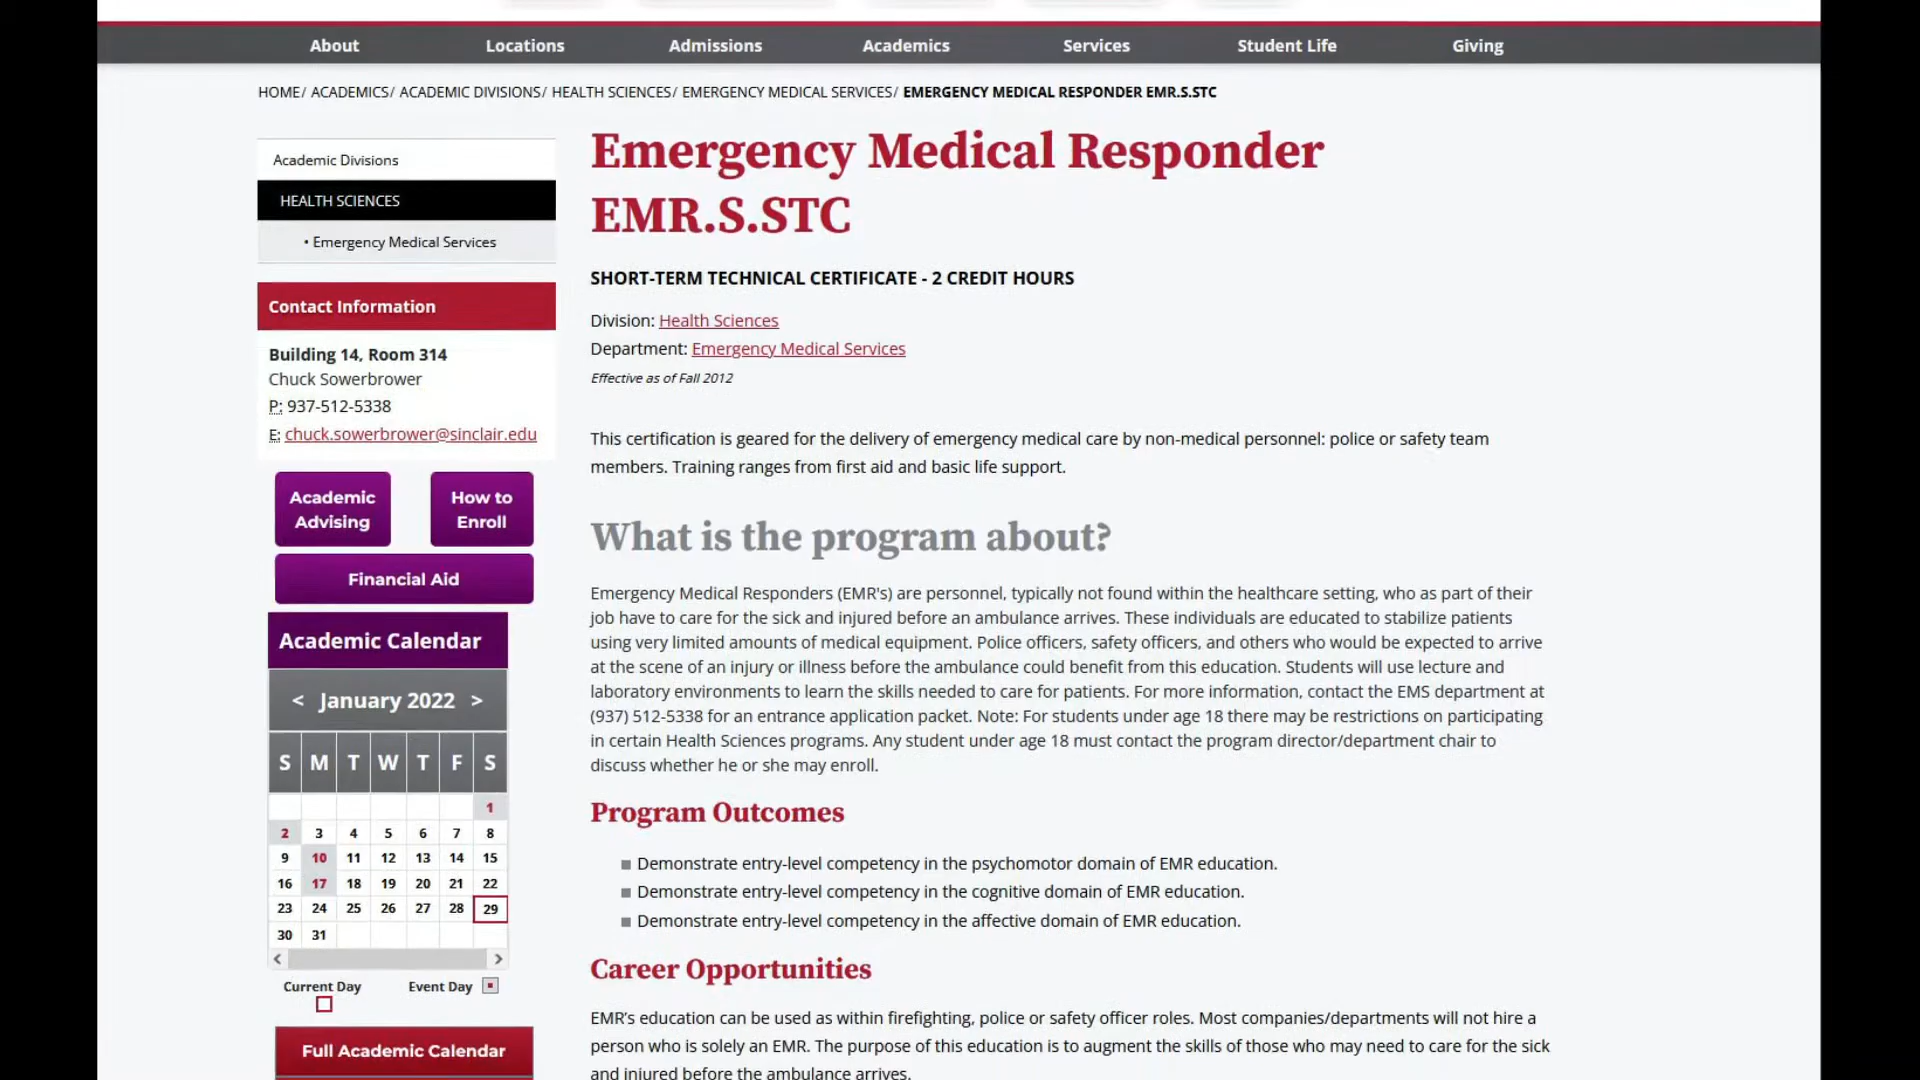 About Locations Admissions Academics Services Student Life Giving
HOME/ ACADEMICS/ ACADEMIC DIVISIONS/ HEALTH SCIENCES/ EMERGENCY MEDICAL SERVICES/ EMERGENCY MEDICAL RESPONDER EMR.S.STC
Academic Divisions
HEALTH SCIENCES
• Emergency Medical Services
Contact Information
Building 14, Room 314
Chuck Sowerbrower
P: 937-512-5338
E: chuck.sowerbrower@sinclair.edu
Academic
Advising
How to
Enroll
Financial Aid
Academic Calendar
< January 2022 >
S M T W T F S
1
2 3 4 5 6 7 8
9 10 11 12 13 14 15
16 17 18 19 20 21 22
23 24 25 26 27 28 29
30 31
Current Day Event Day
Full Academic Calendar
Emergency Medical Responder
EMR.S.STC
SHORT-TERM TECHNICAL CERTIFICATE - 2 CREDIT HOURS
Division: Health Sciences
Department: Emergency Medical Services
Effective as of Fall 2012
This certification is geared for the delivery of emergency medical care by non-medical personnel: police or safety team
members. Training ranges from first aid and basic life support.
What is the program about?
Emergency Medical Responders (EMR's) are personnel, typically not found within the healthcare setting, who as part of their
job have to care for the sick and injured before an ambulance arrives. These individuals are educated to stabilize patients
using very limited amounts of medical equipment. Police officers, safety officers, and others who would be expected to arrive
at the scene of an injury or illness before the ambulance could benefit from this education. Students will use lecture and
laboratory environments to learn the skills needed to care for patients. For more information, contact the EMS department at
(937) 512-5338 for an entrance application packet. Note: For students under age 18 there may be restrictions on participating
in certain Health Sciences programs. Any student under age 18 must contact the program director/department chair to
discuss whether he or she may enroll.
Program Outcomes
Demonstrate entry-level competency in the psychomotor domain of EMR education.
Demonstrate entry-level competency in the cognitive domain of EMR education.
Demonstrate entry-level competency in the affective domain of EMR education.
Career Opportunities
EMR's education can be used as within firefighting, police or safety officer roles. Most companies/departments will not hire a
person who is solely an EMR. The purpose of this education is to augment the skills of those who may need to care for the sick
and injured before the ambulance arrives.